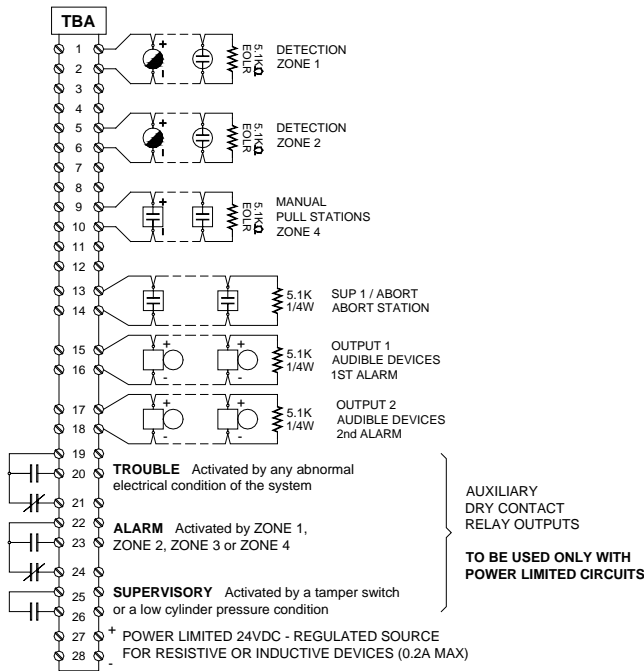 TBA
1
2
3
4
5
6
7
8
9
10
11
12
13
14
15
16
17
18
19
20
21
22
23
24
25
26
27
28
+
-
5.1KΩ
EOLR
DETECTION
ZONE 1
+
-
5.1KΩ
EOLR
DETECTION
ZONE 2
+
-
5.1KΩ
EOLR
MANUAL
PULL STATIONS
ZONE 4
5.1K
1/4W
SUP 1 / ABORT
ABORT STATION
+
-
+
-
5.1K
1/4W
OUTPUT 1
AUDIBLE DEVICES
1ST ALARM
+
-
+
-
5.1K
1/4W
OUTPUT 2
AUDIBLE DEVICES
2nd ALARM
TROUBLE Activated by any abnormal
electrical condition of the system
ALARM Activated by ZONE 1,
ZONE 2, ZONE 3 or ZONE 4
SUPERVISORY Activated by a tamper switch
or a low cylinder pressure condition
AUXILIARY
DRY CONTACT
RELAY OUTPUTS
TO BE USED ONLY WITH
POWER LIMITED CIRCUITS
+ POWER LIMITED 24VDC - REGULATED SOURCE
FOR RESISTIVE OR INDUCTIVE DEVICES (0.2A MAX)
-